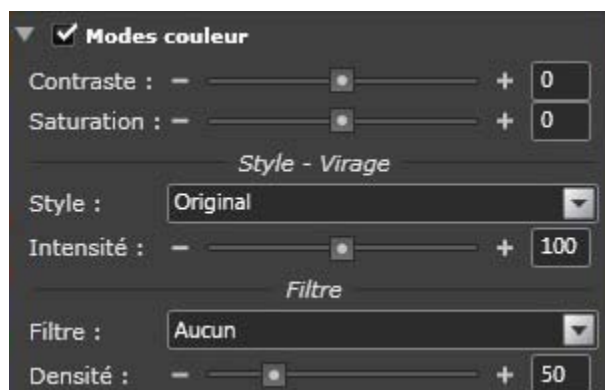 Modes couleur
Contraste : - + 0
Saturation : - + 0
Style - Virage
Style : Original
Intensité : - + 100
Filtre
Filtre : Aucun
Densité : - + 50